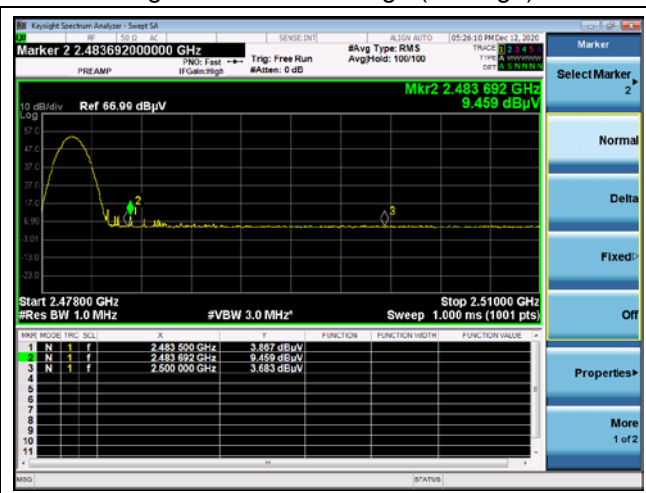 Keysight Spectrum Analyzer - Swept SA
RF 50 Ω AC SENSE:INT ALIGN AUTO 05:26:10 PM Dec 12, 2020
Marker 2 2.483692000000 GHz
PREAMP
PNO: Fast
IFGain:High
Trig: Free Run
#Atten: 0 dB
#Avg Type: RMS
Avg|Hold: 100/100
TRACE 1 2 3 4 5 6
TYPE A WWWWW
DET A S N N N N
Mkr2 2.483 692 GHz
9.459 dBµV
10 dB/div Ref 66.99 dBµV
Log
57.0
47.0
37.0
27.0
17.0
6.99
-3.01
-13.0
-23.0
2
1
3
Start 2.47800 GHz Stop 2.51000 GHz
#Res BW 1.0 MHz #VBW 3.0 MHz* Sweep 1.000 ms (1001 pts)
MKR MODE TRC SCL X Y FUNCTION FUNCTION WIDTH FUNCTION VALUE
1 N 1 f 2.483 500 GHz 3.867 dBµV
2 N 1 f 2.483 692 GHz 9.459 dBµV
3 N 1 f 2.500 000 GHz 3.683 dBµV
4
5
6
7
8
9
10
11
MSG STATUS
Marker
Select Marker
2
Normal
Delta
Fixed
Off
Properties
More
1 of 2